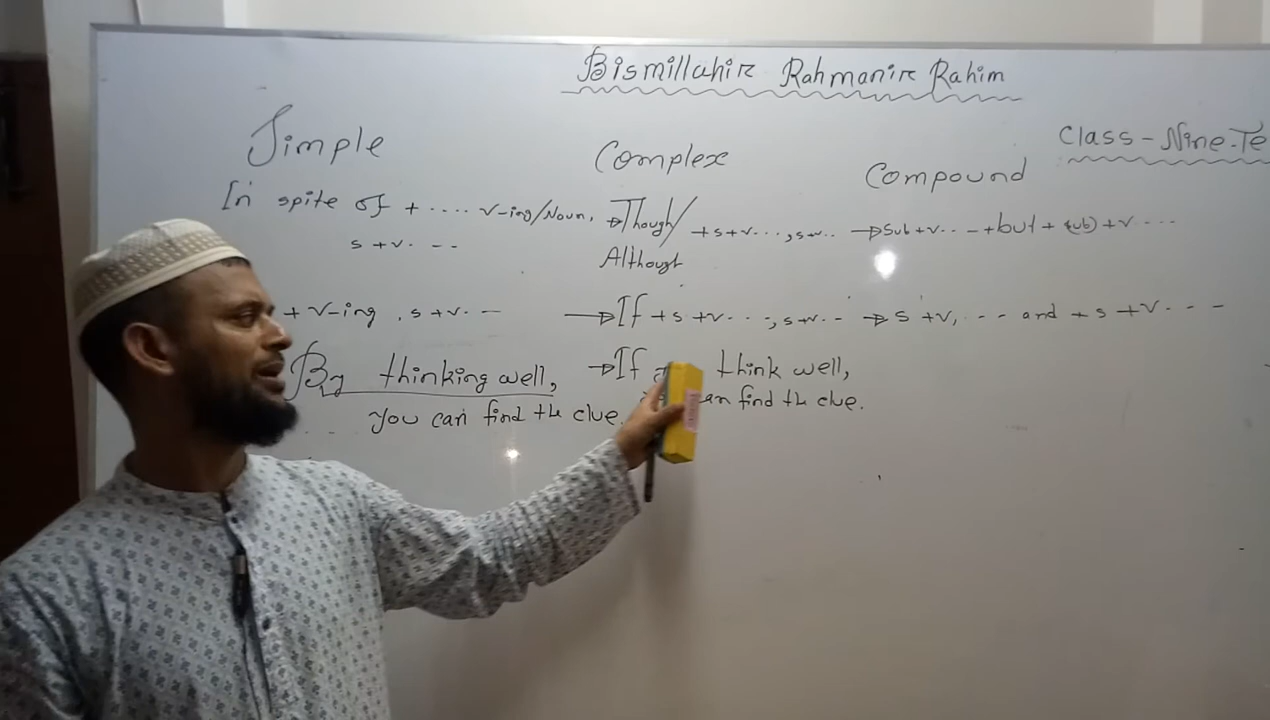 Bismillahir Rahmanir Rahim
Class - Nine-Te
Simple
Complex
Compound
In spite of + .... V-ing/Noun,
s + v. ...
→ Though/
Although
+ s + v ..., s + v...
→ Sub + v... + but + sub) + v ...
+ V-ing, s + v. ...
→ If + s + v ..., s + v...
→ s + v, ... and + s + v ...
By thinking well,
you can find the clue.
→ If think well,
can find the clue.